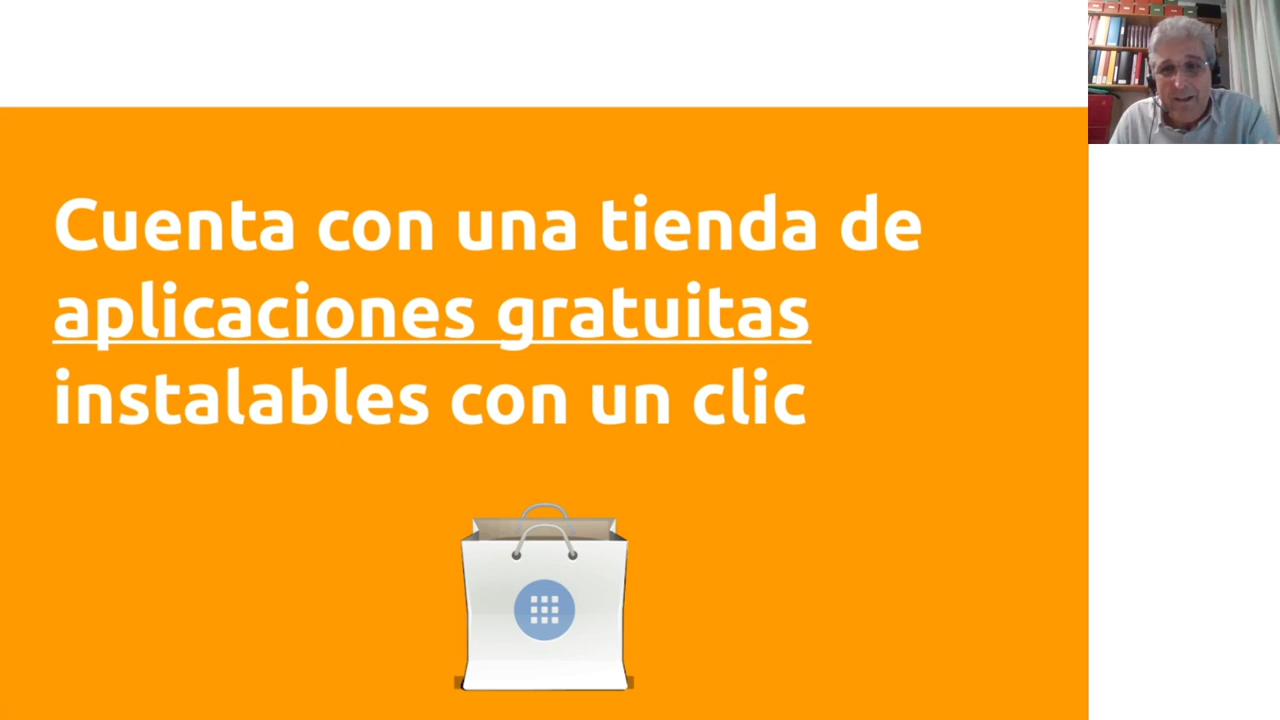 Cuenta con una tienda de
aplicaciones gratuitas
instalables con un clic